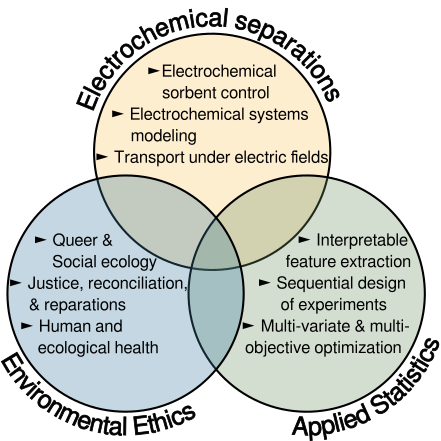 Electrochemical separations
►Electrochemical
sorbent control
► Electrochemical systems
modeling
► Transport under electric fields
► Queer &
Social ecology
► Justice, reconciliation,
& reparations
► Human and
ecological health
► Interpretable
feature extraction
► Sequential design
of experiments
► Multi-variate & multi-
objective optimization
Environmental Ethics
Applied Statistics